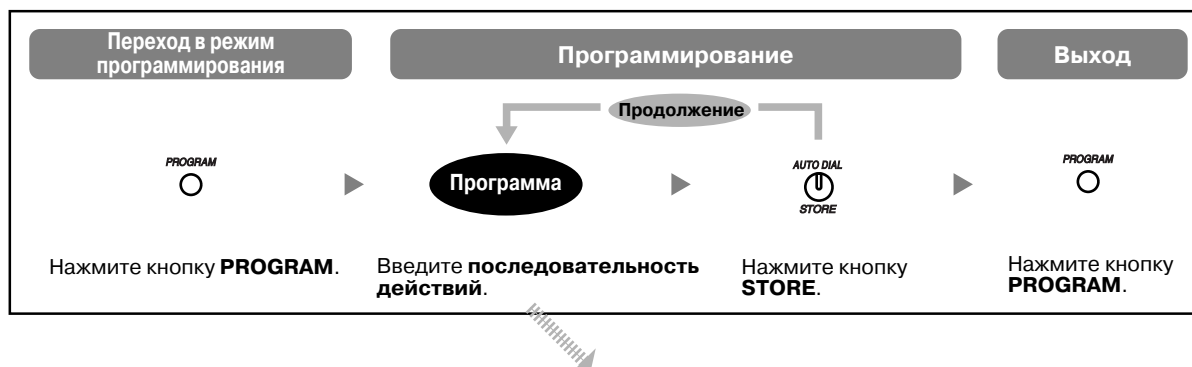 Переход в режим
программирования
Программирование
Выход
Продолжение
PROGRAM
Программа
AUTO DIAL
STORE
PROGRAM
Нажмите кнопку PROGRAM.
Введите последовательность
действий.
Нажмите кнопку
STORE.
Нажмите кнопку
PROGRAM.